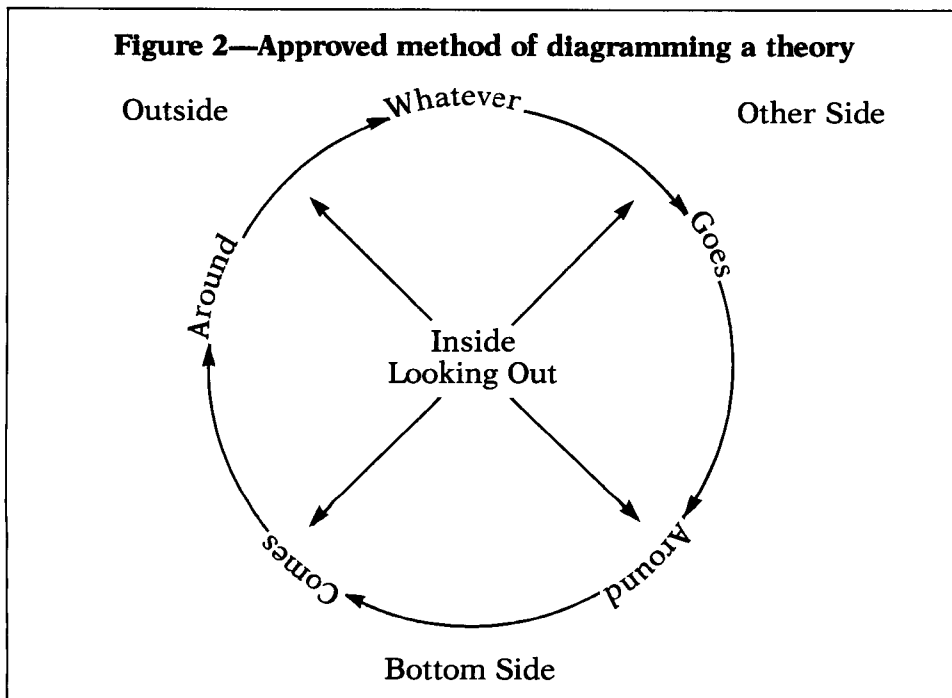 Figure 2—Approved method of diagramming a theory
Outside
Whatever
Other Side
Goes
Around
Comes
Around
Inside
Looking Out
Bottom Side